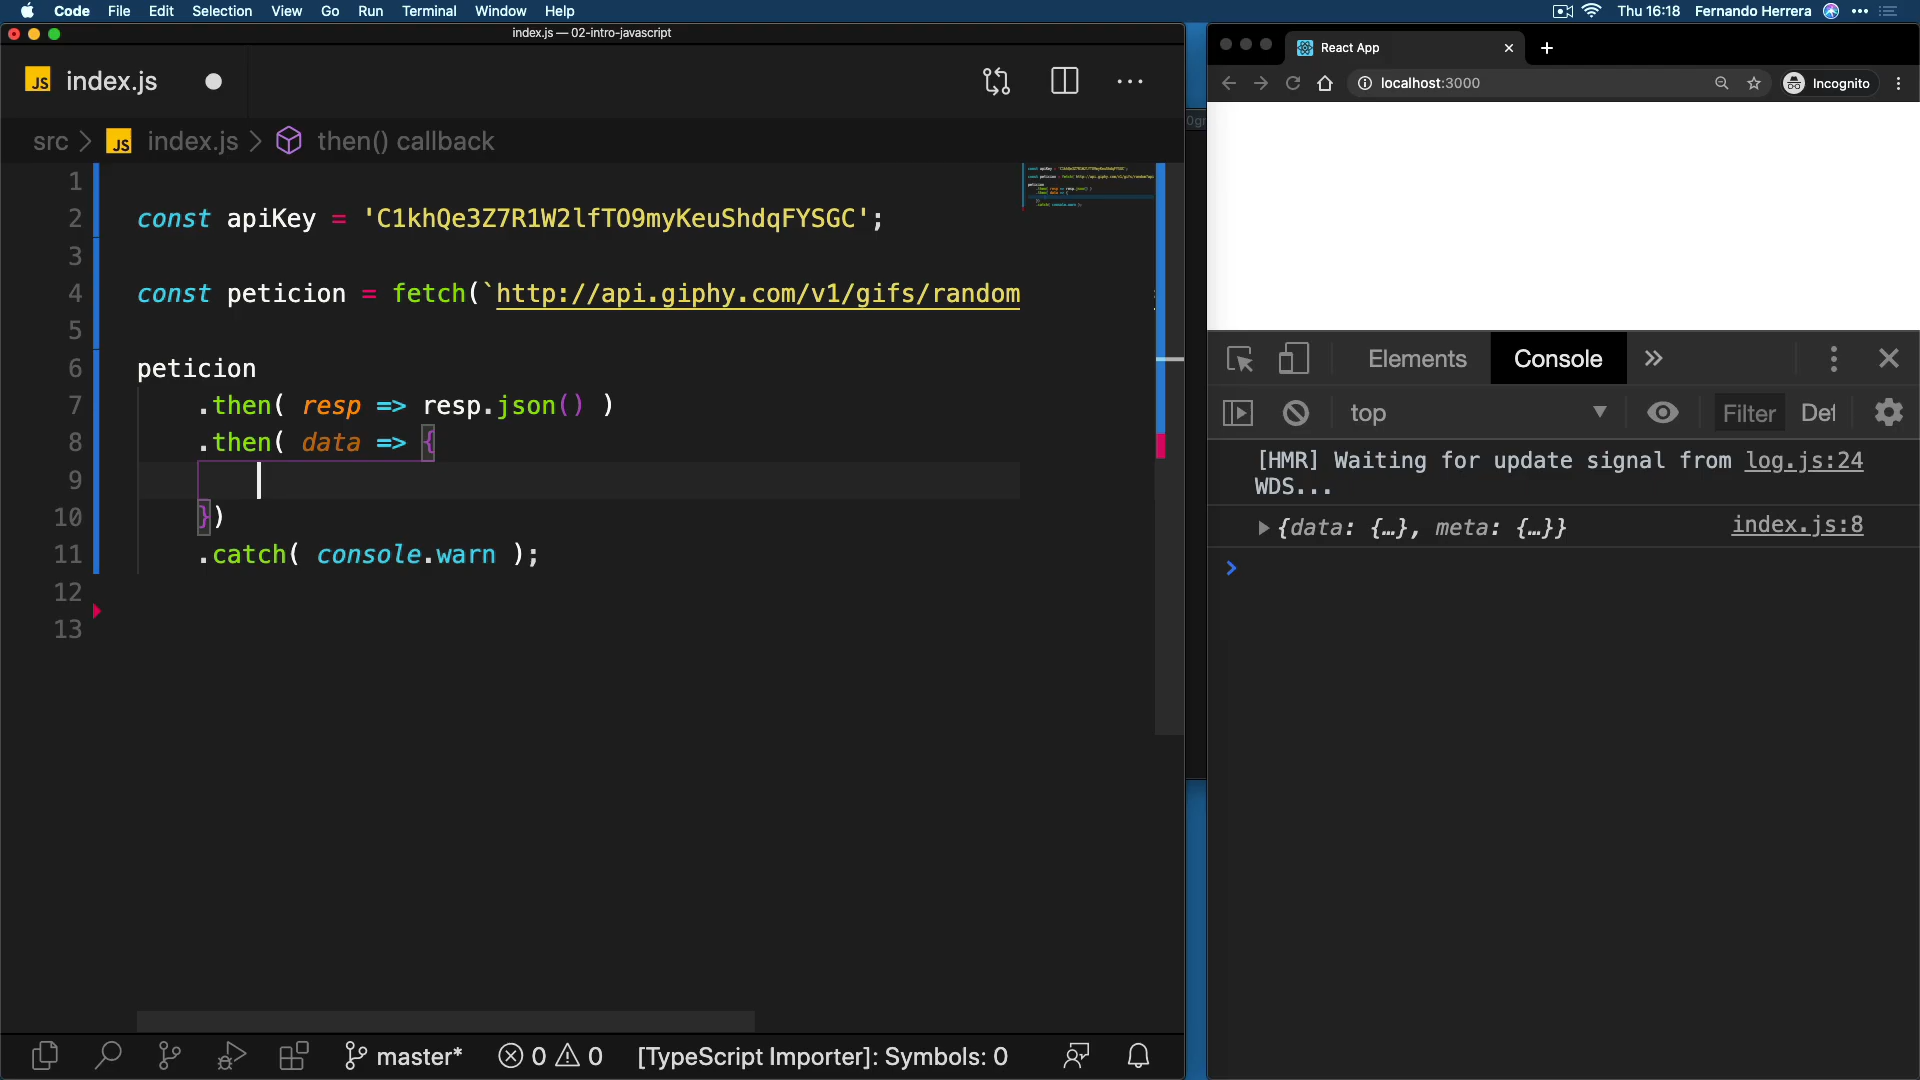 Code File Edit Selection View Go Run Terminal Window Help Thu 16:18 Fernando Herrera
index.js — 02-intro-javascript
JS index.js
src > JS index.js > then() callback
1
2 const apiKey = 'C1khQe3Z7R1W2lfTO9myKeuShdqFYSGC';
3
4 const peticion = fetch(`http://api.giphy.com/v1/gifs/random
5
6 peticion
7 .then( resp => resp.json() )
8 .then( data => {
9
10 })
11 .catch( console.warn );
12
13
master* 0 0 [TypeScript Importer]: Symbols: 0
React App
localhost:3000 Incognito
Elements Console
top Filter Def
[HMR] Waiting for update signal from log.js:24
WDS...
{data: {…}, meta: {…}} index.js:8